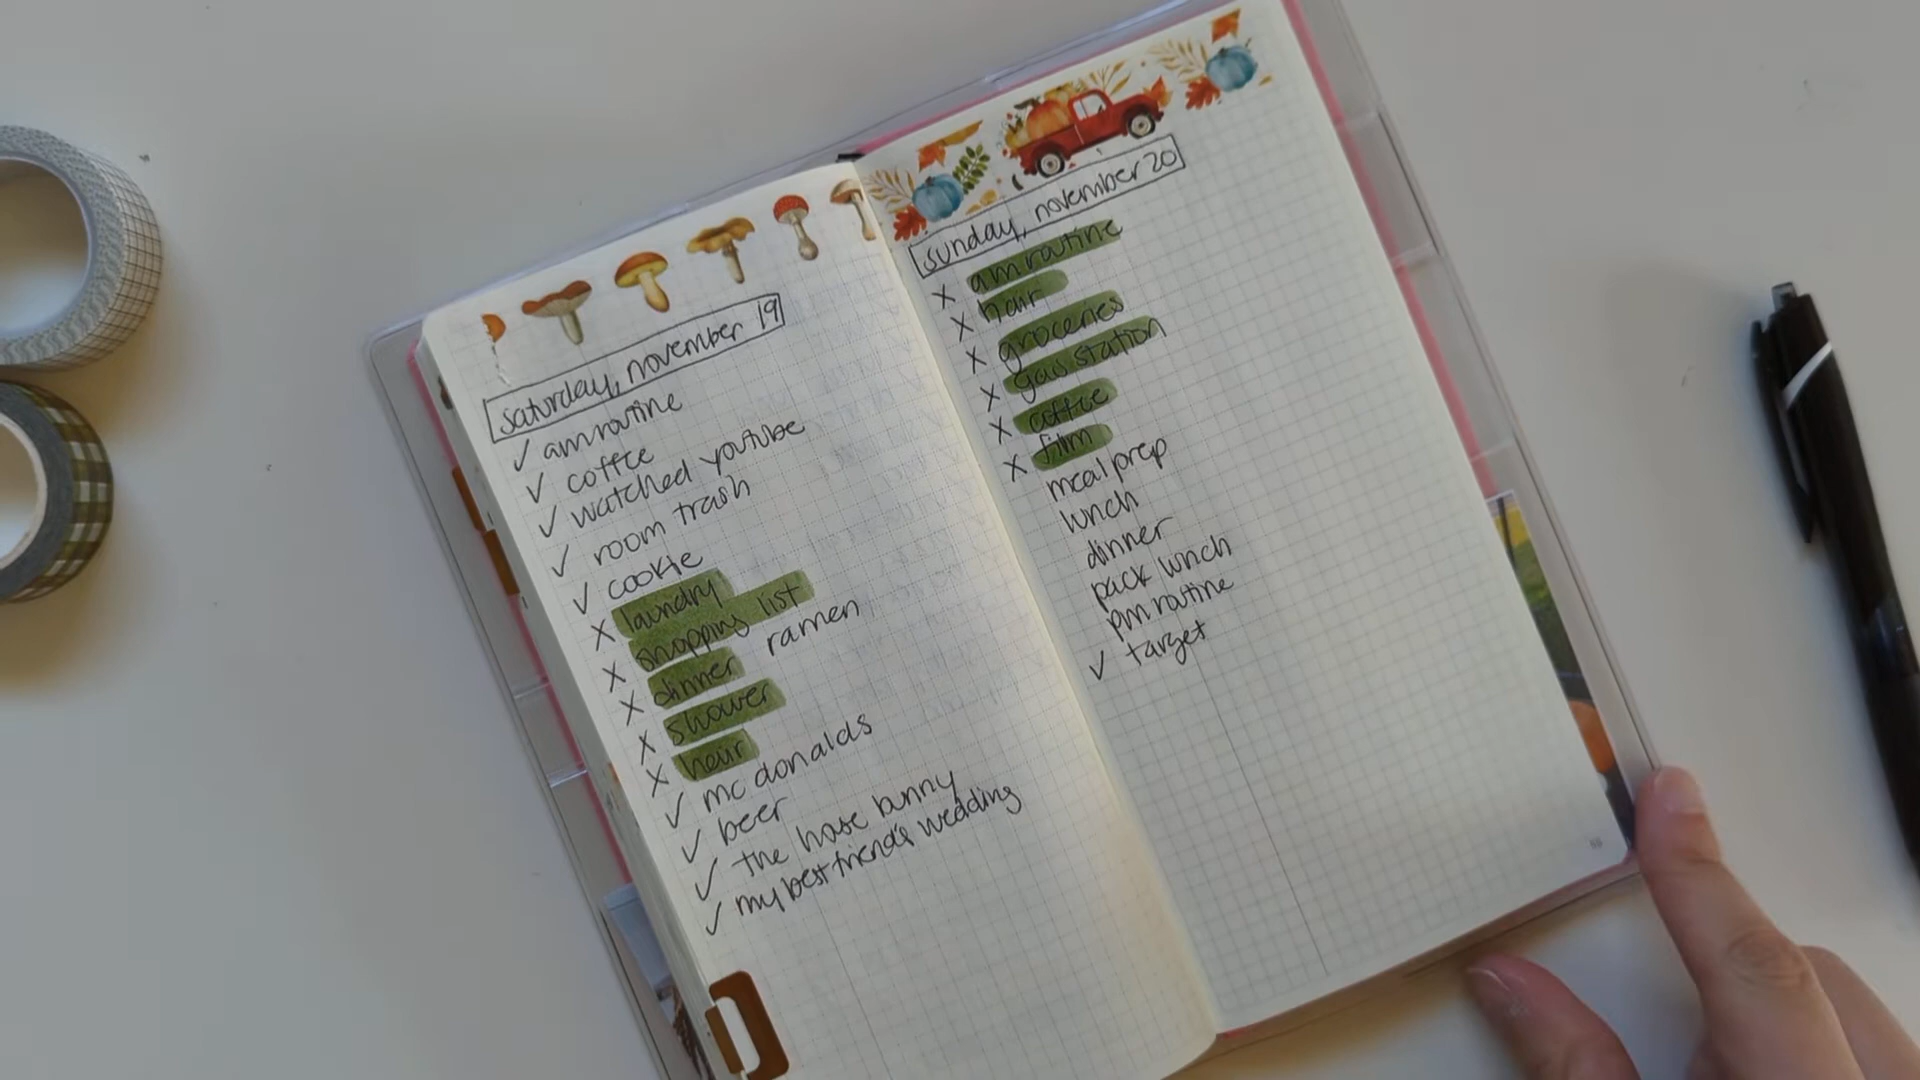 saturday, november 19
✓ am routine
✓ coffee
✓ watched youtube
✓ room trash
✓ cookie
x laundry
x shopping list
x dinner ramen
x shower
x hair
✓ mc donalds
✓ beer
✓ the hose bunny
✓ my best friend's wedding
sunday, november 20
x am routine
x hair
x groceries
x gas station
x coffee
x film
meal prep
lunch
dinner
pack lunch
pm routine
✓ target